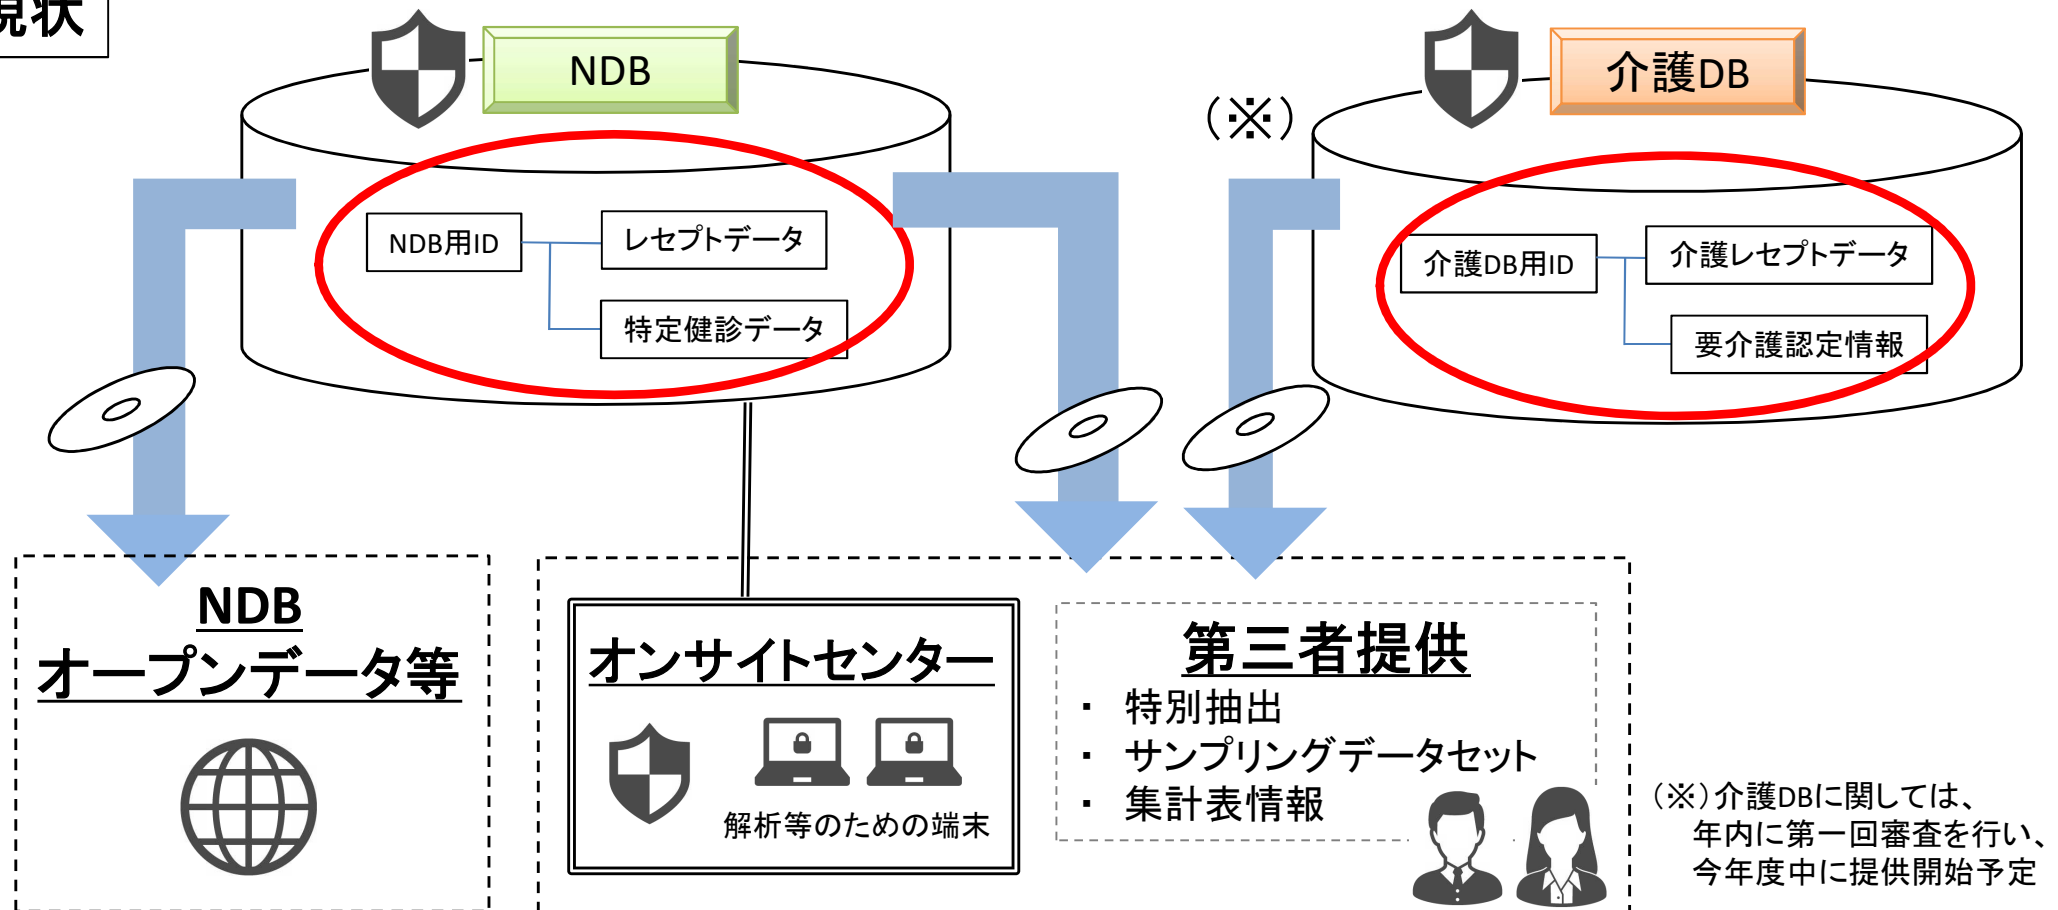 現状
NDB
介護DB
（※）
NDB用ID
レセプトデータ
特定健診データ
介護DB用ID
介護レセプトデータ
要介護認定情報
NDB
オープンデータ等
オンサイトセンター
解析等のための端末
第三者提供
・ 特別抽出
・ サンプリングデータセット
・ 集計表情報
（※）介護DBに関しては、
年内に第一回審査を行い、
今年度中に提供開始予定